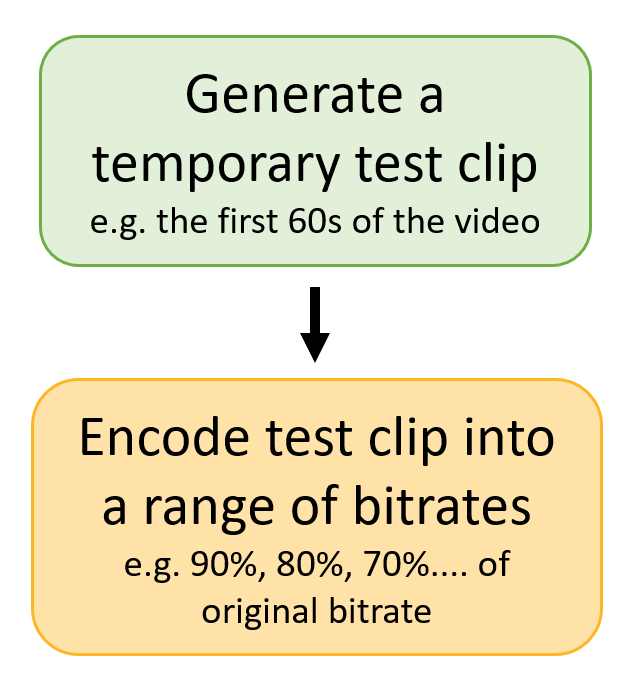 Generate a
temporary test clip
e.g. the first 60s of the video
Encode test clip into
a range of bitrates
e.g. 90%, 80%, 70%.... of
original bitrate